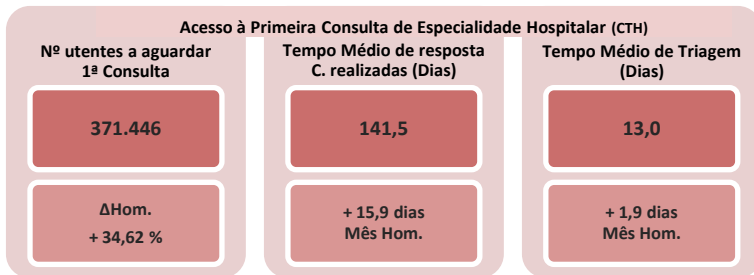 Acesso à Primeira Consulta de Especialidade Hospitalar (CTH)
Nº utentes a aguardar
1ª Consulta
371.446
ΔHom.
+ 34,62 %
Tempo Médio de resposta
C. realizadas (Dias)
141,5
+ 15,9 dias
Mês Hom.
Tempo Médio de Triagem
(Dias)
13,0
+ 1,9 dias
Mês Hom.